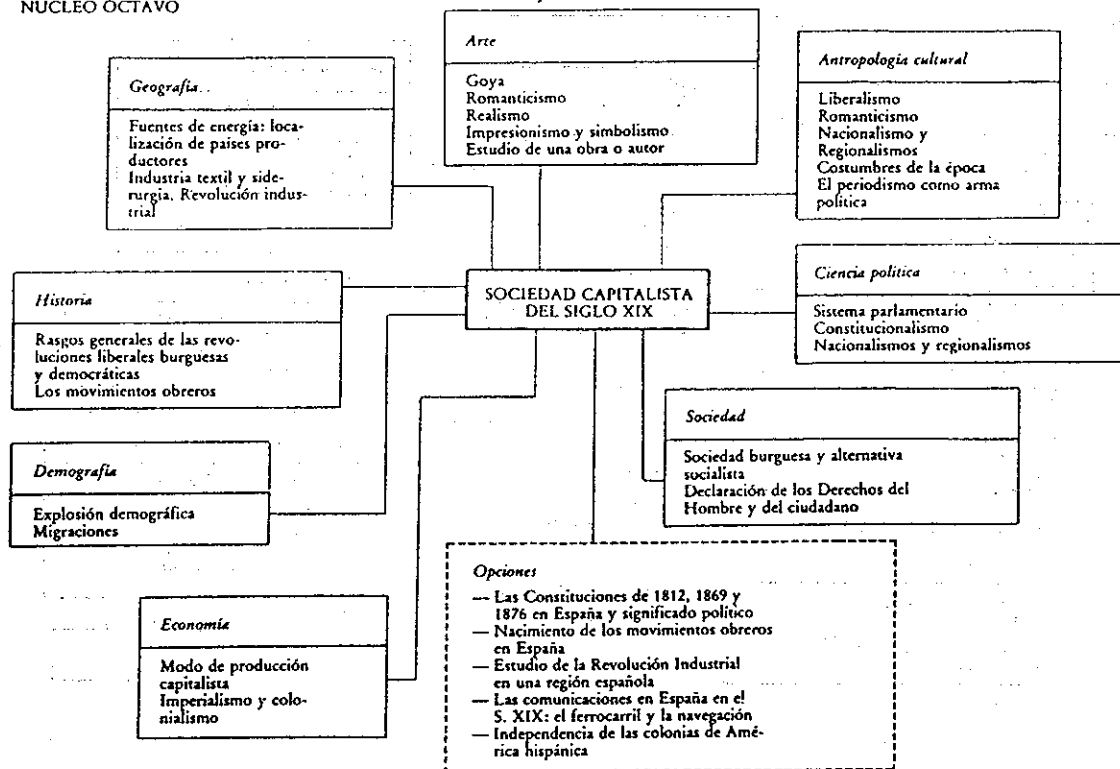 NUCLEO OCTAVO
Arte
Goya
Romanticismo
Realismo
Impresionismo y simbolismo
Estudio de una obra o autor
Antropología cultural
Liberalismo
Romanticismo
Nacionalismo y
Regionalismos
Costumbres de la época
El periodismo como arma
política
Geografía
Fuentes de energía: loca-
lización de países pro-
ductores
Industria textil y side-
rurgia, Revolución indus-
trial
SOCIEDAD CAPITALISTA
DEL SIGLO XIX
Ciencia política
Sistema parlamentario
Constitucionalismo
Nacionalismos y regionalismos
Historia
Rasgos generales de las revo-
luciones liberales burguesas
y democráticas
Los movimientos obreros
Sociedad
Sociedad burguesa y alternativa
socialista
Declaración de los Derechos del
Hombre y del ciudadano
Demografía
Explosión demográfica
Migraciones
Opciones
— Las Constituciones de 1812, 1869 y
1876 en España y significado político
— Nacimiento de los movimientos obreros
en España
— Estudio de la Revolución Industrial
en una región española
— Las comunicaciones en España en el
S. XIX: el ferrocarril y la navegación
— Independencia de las colonias de Amé-
rica hispánica
Economía
Modo de producción
capitalista
Imperialismo y colo-
nialismo